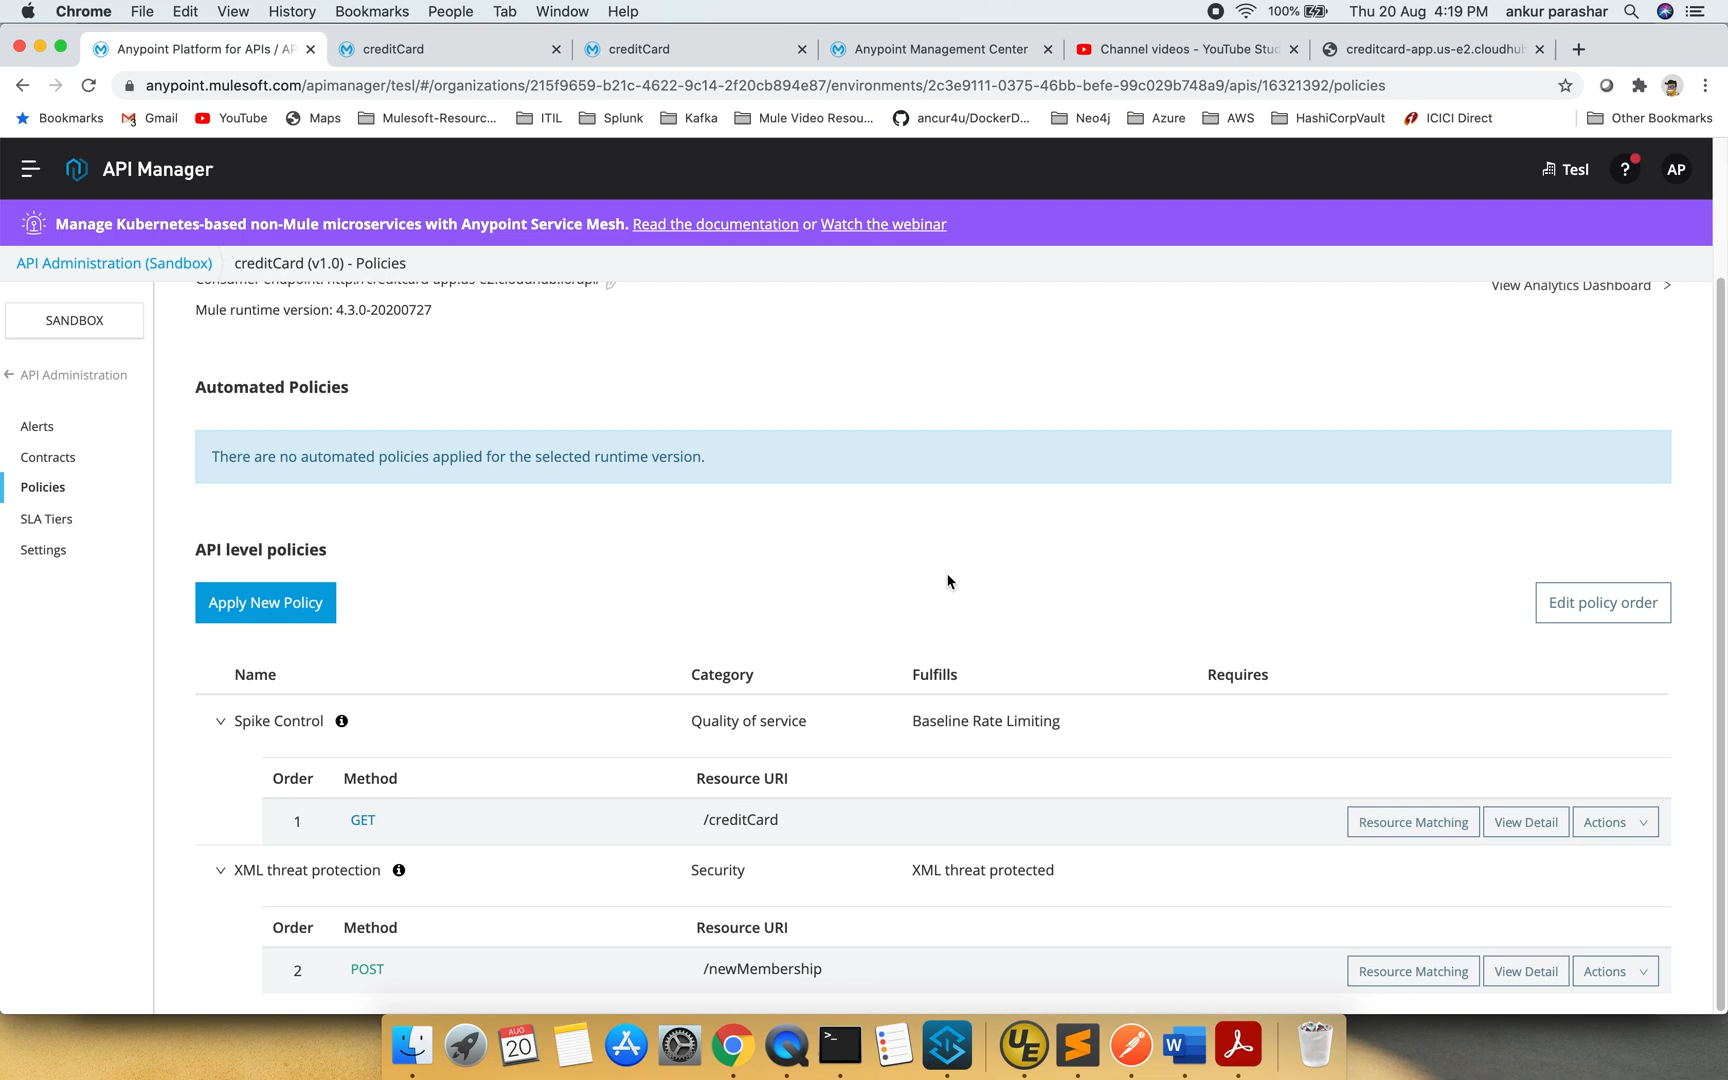 Chrome File Edit View History Bookmarks People Tab Window Help 100% Thu 20 Aug 4:19 PM ankur parashar
Anypoint Platform for APIs / AP creditCard creditCard Anypoint Management Center Channel videos - YouTube Stu creditcard-app.us-e2.cloudhu
anypoint.mulesoft.com/apimanager/tesl/#/organizations/215f9659-b21c-4622-9c14-2f20cb894e87/environments/2c3e9111-0375-46bb-befe-99c029b748a9/apis/16321392/policies
Bookmarks Gmail YouTube Maps Mulesoft-Resourc... ITIL Splunk Kafka Mule Video Resou... ancur4u/DockerD... Neo4j Azure AWS HashiCorpVault ICICI Direct Other Bookmarks
API Manager Tesl ? AP
Manage Kubernetes-based non-Mule microservices with Anypoint Service Mesh. Read the documentation or Watch the webinar
API Administration (Sandbox) creditCard (v1.0) - Policies
Consumer endpoint: http://creditcard-app.us-e2.cloudhub.io/api/ View Analytics Dashboard >
SANDBOX
Mule runtime version: 4.3.0-20200727
API Administration
Automated Policies
Alerts
Contracts
Policies
SLA Tiers
Settings
There are no automated policies applied for the selected runtime version.
API level policies
Apply New Policy Edit policy order
Name Category Fulfills Requires
Spike Control Quality of service Baseline Rate Limiting
Order Method Resource URI
1 GET /creditCard Resource Matching View Detail Actions
XML threat protection Security XML threat protected
Order Method Resource URI
2 POST /newMembership Resource Matching View Detail Actions
AUG
20
UE
W